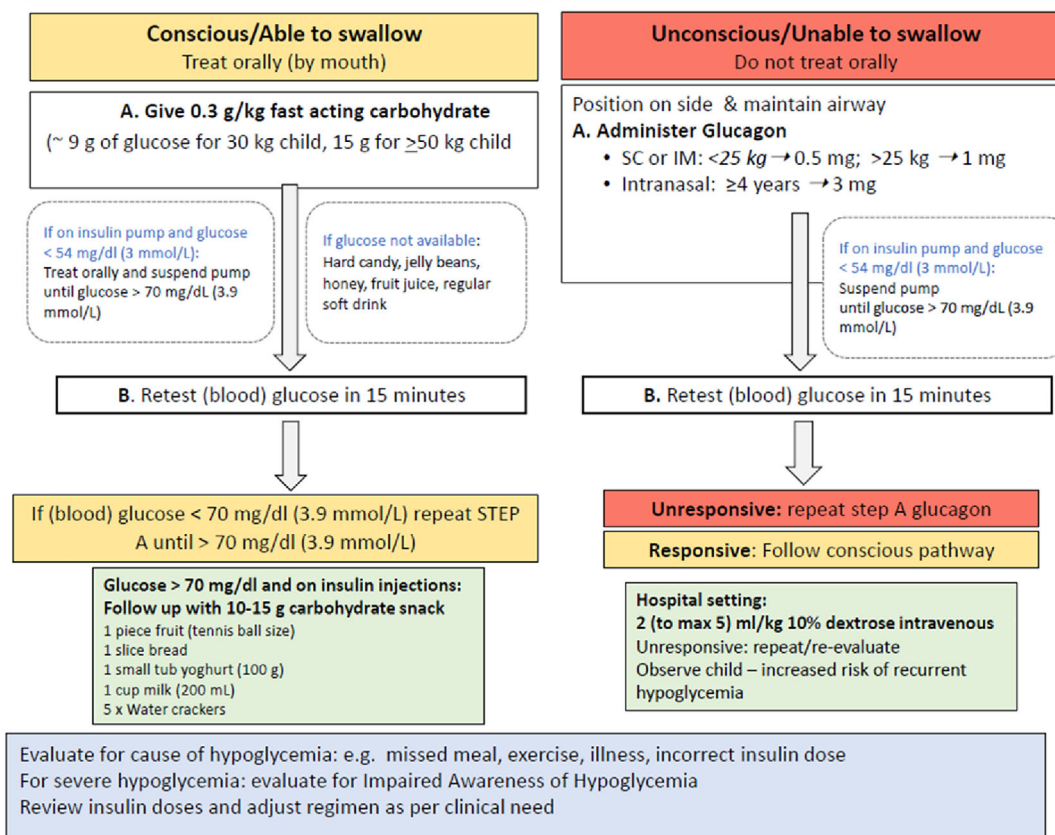 Conscious/Able to swallow
Treat orally (by mouth)
A. Give 0.3 g/kg fast acting carbohydrate
(~ 9 g of glucose for 30 kg child, 15 g for ≥50 kg child
If on insulin pump and glucose
< 54 mg/dl (3 mmol/L):
Treat orally and suspend pump
until glucose > 70 mg/dL (3.9
mmol/L)
If glucose not available:
Hard candy, jelly beans,
honey, fruit juice, regular
soft drink
B. Retest (blood) glucose in 15 minutes
If (blood) glucose < 70 mg/dl (3.9 mmol/L) repeat STEP
A until > 70 mg/dl (3.9 mmol/L)
Glucose > 70 mg/dl and on insulin injections:
Follow up with 10-15 g carbohydrate snack
1 piece fruit (tennis ball size)
1 slice bread
1 small tub yoghurt (100 g)
1 cup milk (200 mL)
5 x Water crackers
Unconscious/Unable to swallow
Do not treat orally
Position on side & maintain airway
A. Administer Glucagon
• SC or IM: <25 kg → 0.5 mg; >25 kg → 1 mg
• Intranasal: ≥4 years → 3 mg
If on insulin pump and glucose
< 54 mg/dl (3 mmol/L):
Suspend pump
until glucose > 70 mg/dL (3.9
mmol/L)
B. Retest (blood) glucose in 15 minutes
Unresponsive: repeat step A glucagon
Responsive: Follow conscious pathway
Hospital setting:
2 (to max 5) ml/kg 10% dextrose intravenous
Unresponsive: repeat/re-evaluate
Observe child – increased risk of recurrent
hypoglycemia
Evaluate for cause of hypoglycemia: e.g. missed meal, exercise, illness, incorrect insulin dose
For severe hypoglycemia: evaluate for Impaired Awareness of Hypoglycemia
Review insulin doses and adjust regimen as per clinical need